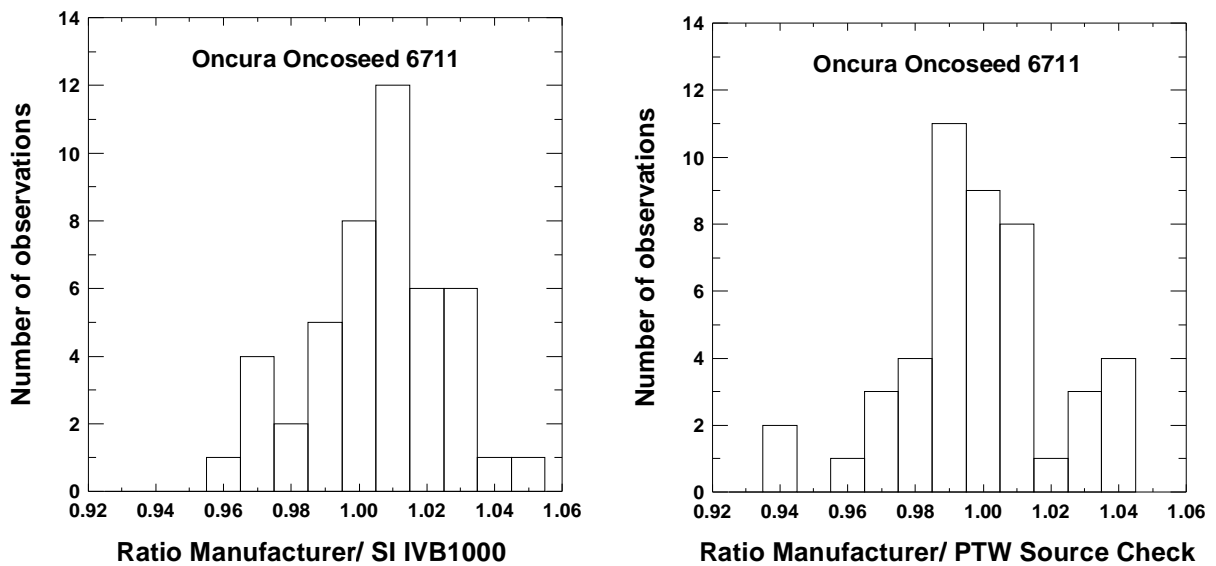 Oncura Oncoseed 6711
Number of observations
14
12
10
8
6
4
2
0
0.92 0.94 0.96 0.98 1.00 1.02 1.04 1.06
Ratio Manufacturer/ SI IVB1000
Oncura Oncoseed 6711
Number of observations
14
12
10
8
6
4
2
0
0.92 0.94 0.96 0.98 1.00 1.02 1.04 1.06
Ratio Manufacturer/ PTW Source Check